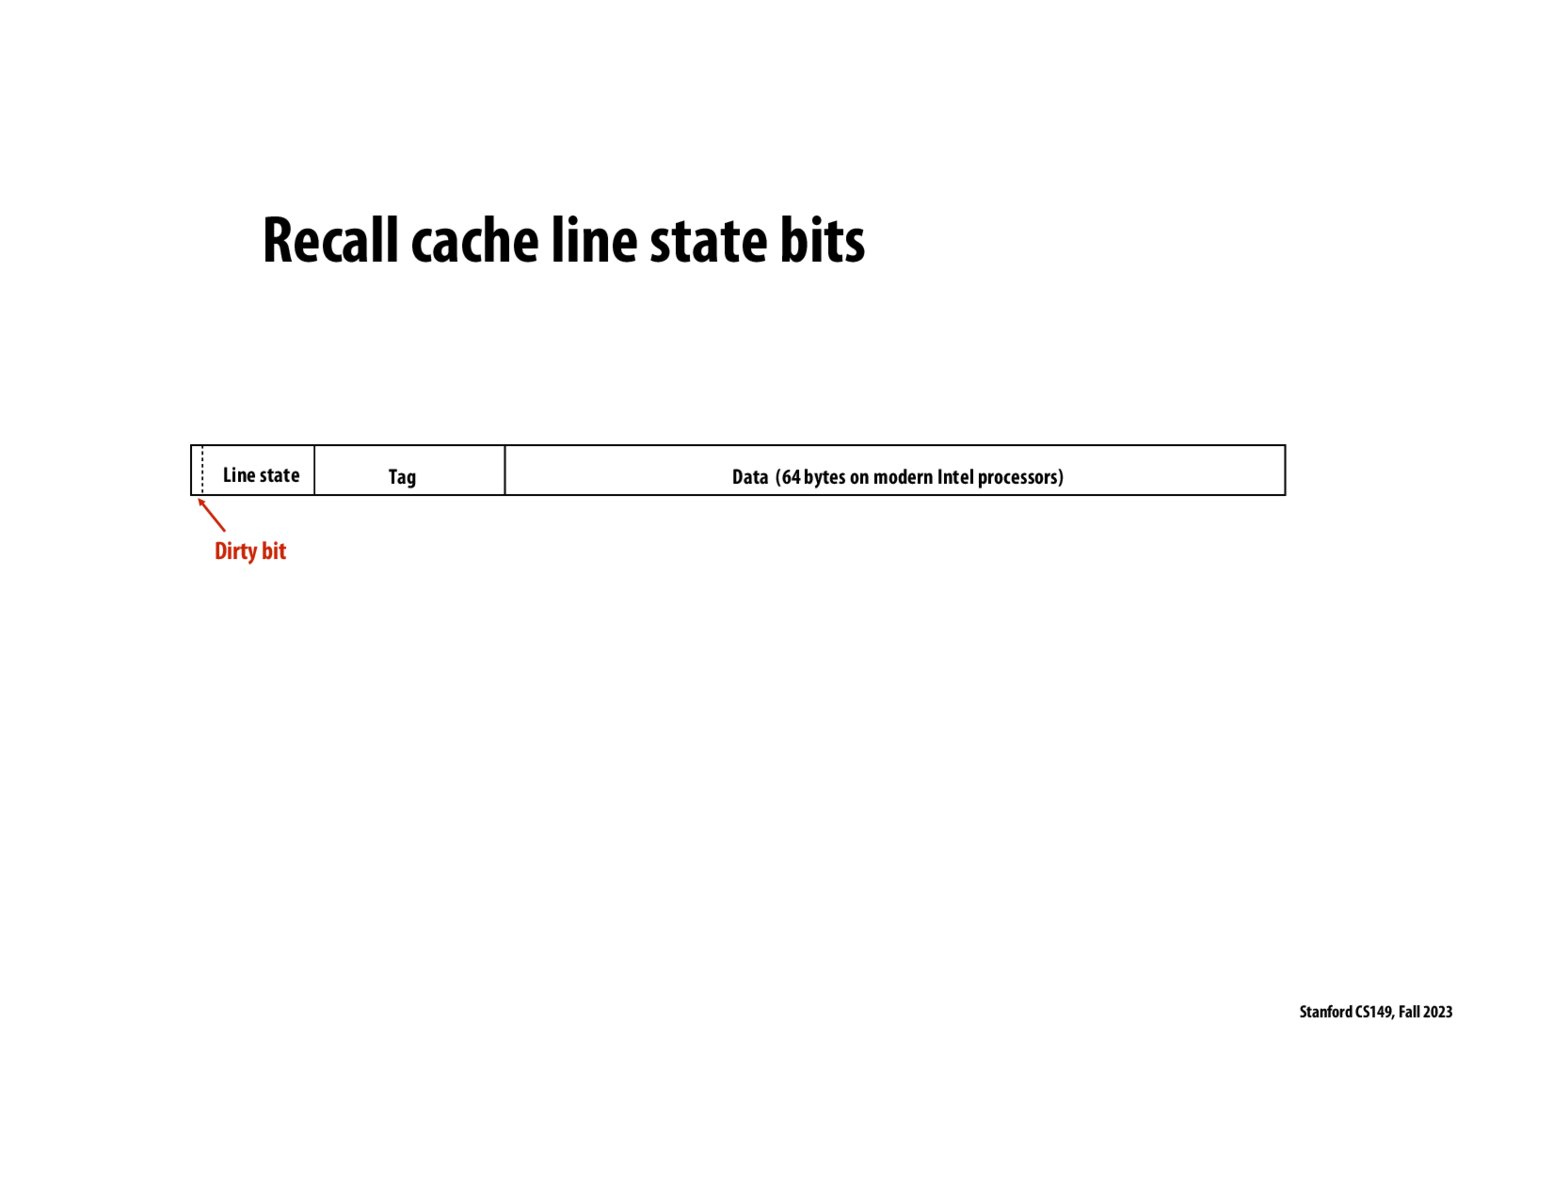 Recall cache line state bits
Line state
Tag
Data (64 bytes on modern Intel processors)
Dirty bit
Stanford CS149, Fall 2023